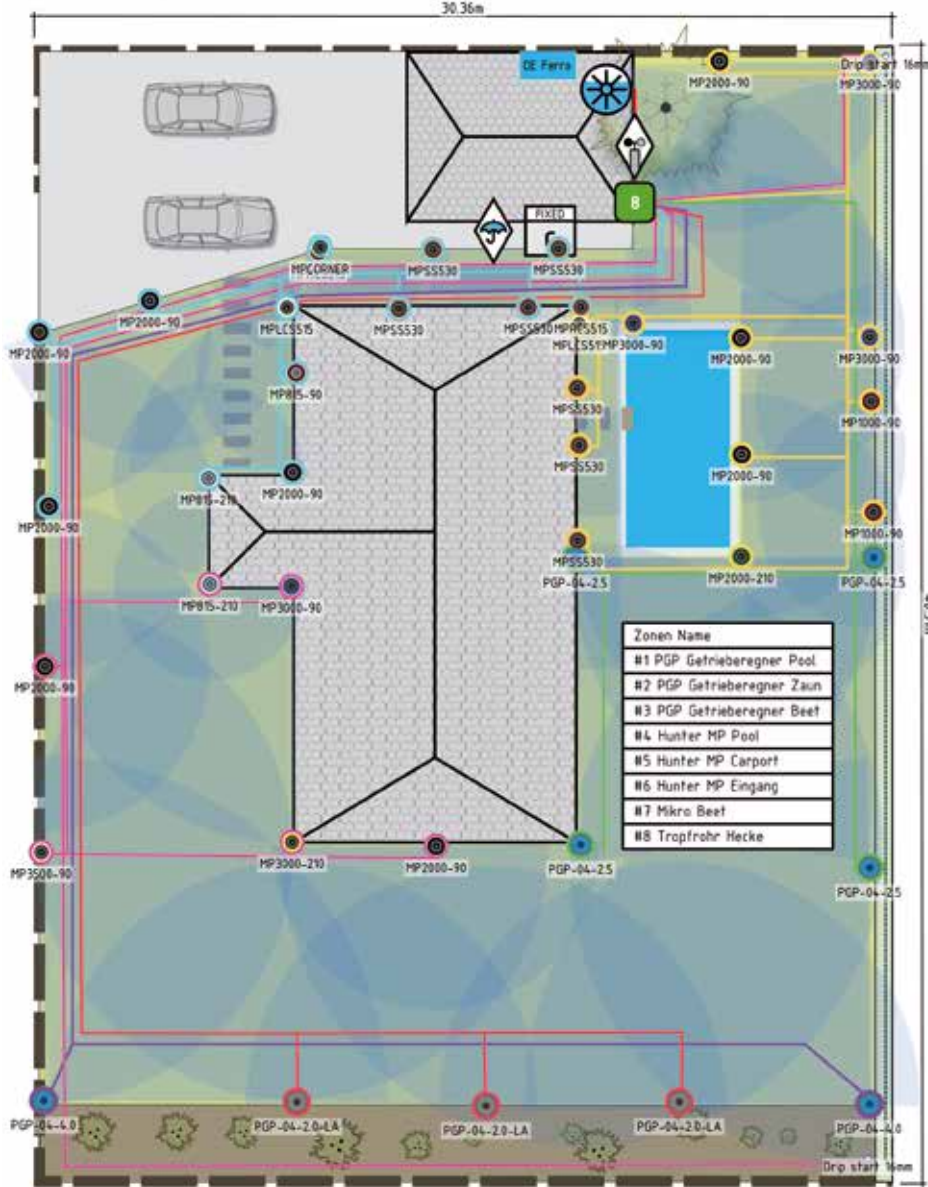 30.36m
DE Ferro
MP2000-90
Drip start 16mm
MP3000-90
8
FIXED
MPCORNER
MPSS530
MPSS530
MP2000-90
MP2000-90
MPLCS515
MPSS530
MPSS530
MPRCS515
MPLCS515
MP3000-90
MP2000-90
MP3000-90
MP815-90
MPSS530
MP1000-90
MPSS530
MP2000-90
MP815-210
MP2000-90
MP2000-90
MP1000-90
MPSS530
PGP-04-2.5
MP2000-210
PGP-04-2.5
MP815-210
MP3000-90
Zonen Name
#1 PGP Getrieberegner Pool
#2 PGP Getrieberegner Zaun
#3 PGP Getrieberegner Beet
#4 Hunter MP Pool
#5 Hunter MP Carport
#6 Hunter MP Eingang
#7 Mikro Beet
#8 Tropfrohr Hecke
MP2000-90
MP3500-90
MP3000-210
MP2000-90
PGP-04-2.5
PGP-04-2.5
PGP-04-4.0
PGP-04-2.0-LA
PGP-04-2.0-LA
PGP-04-2.0-LA
PGP-04-4.0
Drip start 16mm